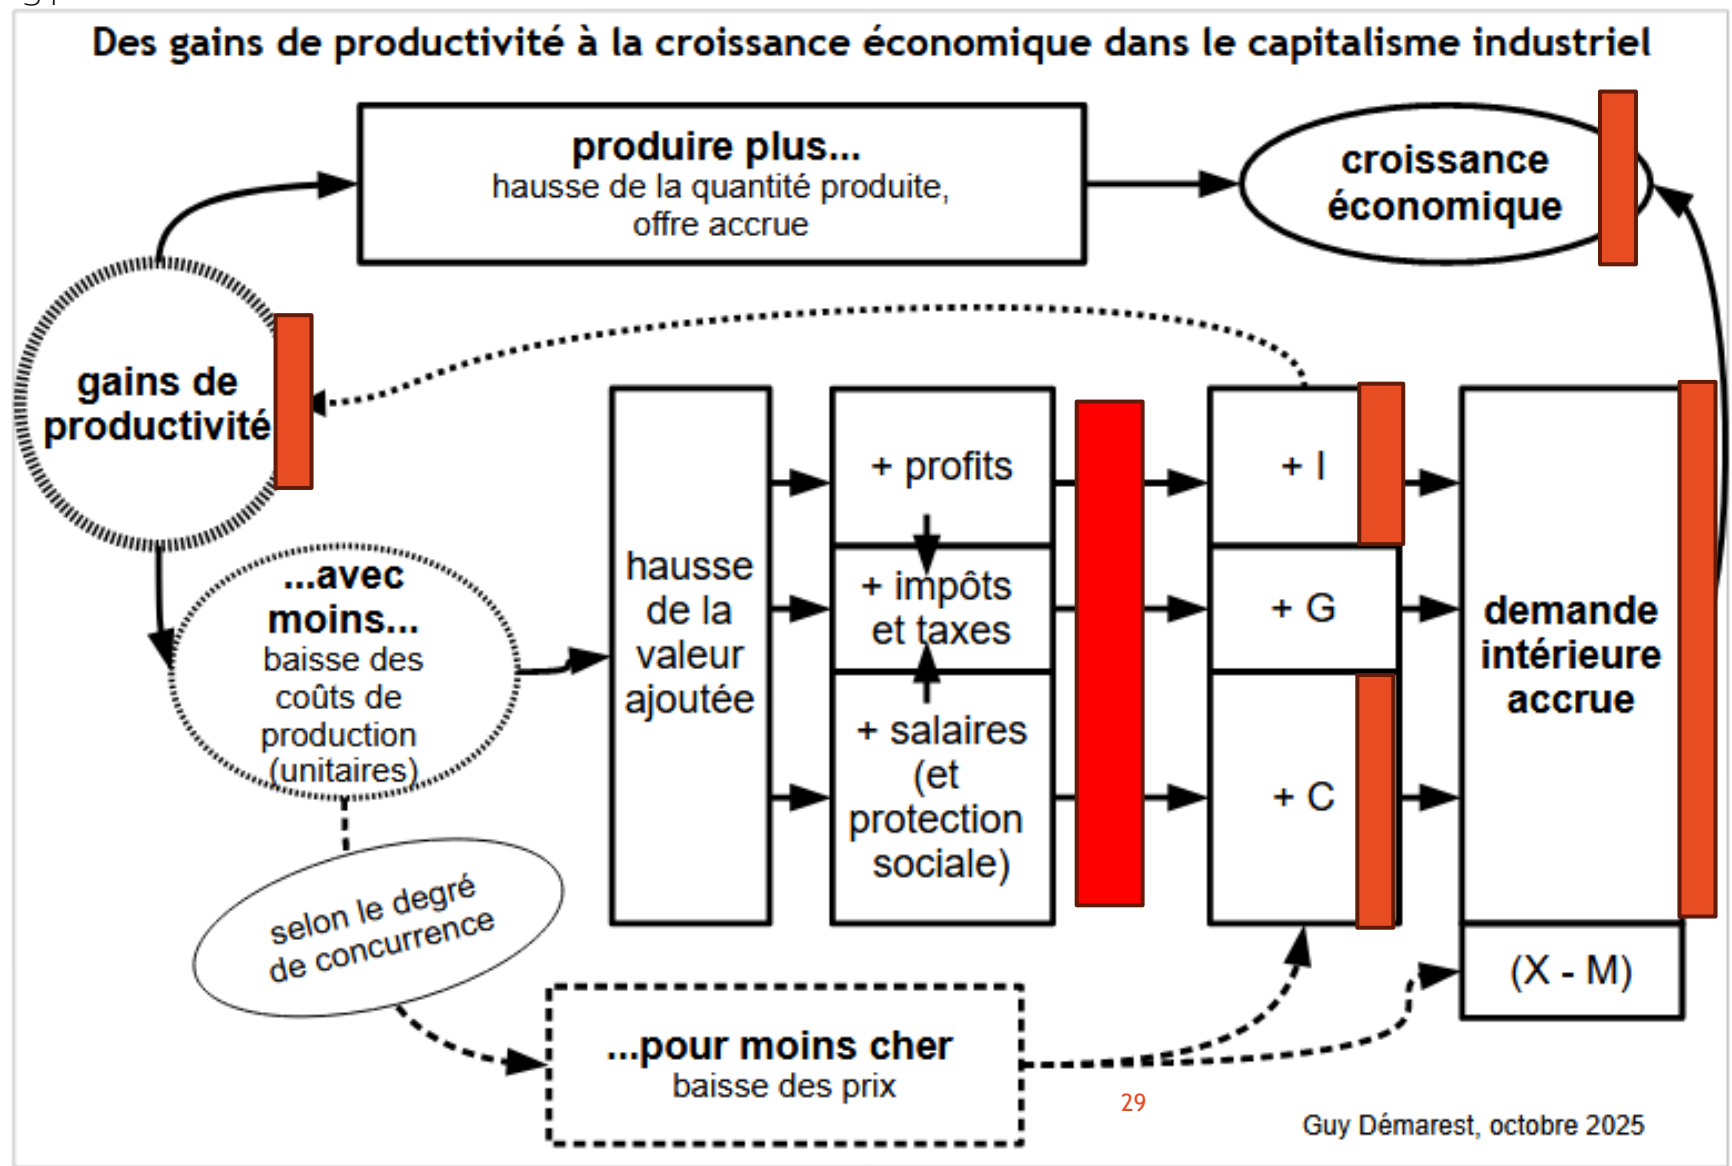 Des gains de productivité à la croissance économique dans le capitalisme industriel
produire plus...
hausse de la quantité produite,
offre accrue
croissance
économique
gains de
productivité
...avec
moins...
baisse des
coûts de
production
(unitaires)
hausse
de la
valeur
ajoutée
+ profits
+ impôts
et taxes
+ salaires
(et
protection
sociale)
+ I
+ G
+ C
demande
intérieure
accrue
(X - M)
selon le degré
de concurrence
...pour moins cher
baisse des prix
29
Guy Démarest, octobre 2025